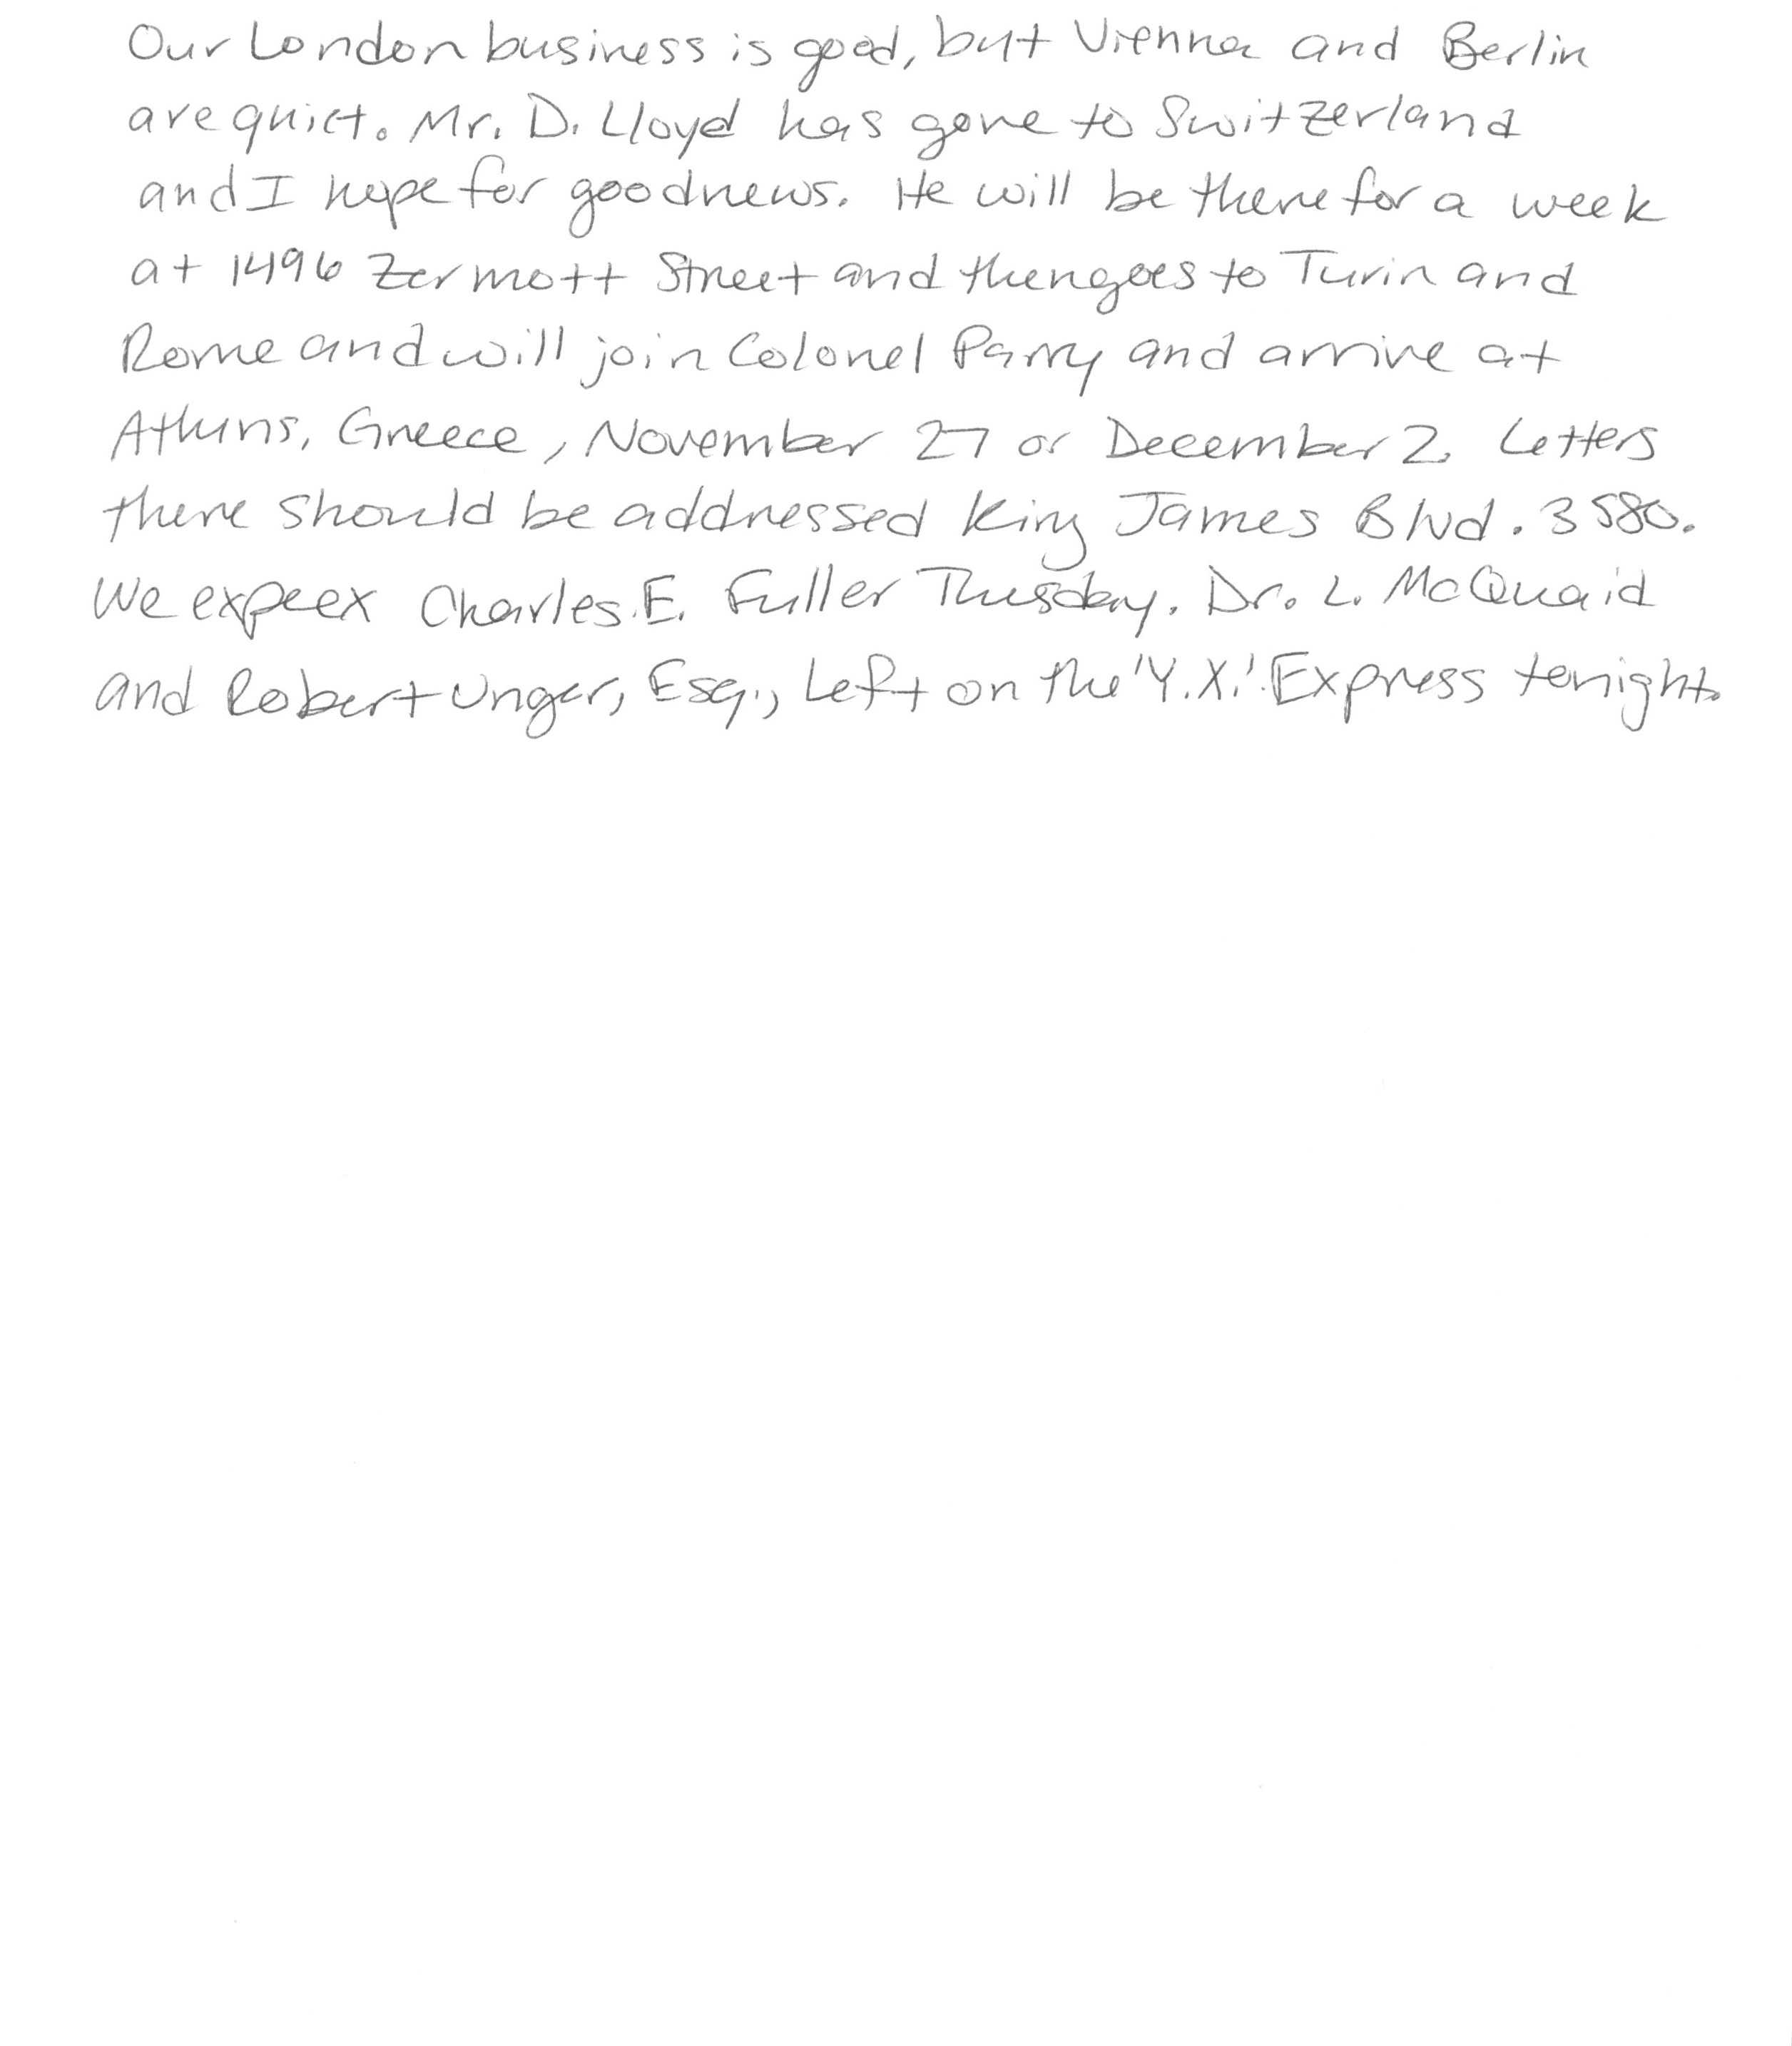 Our London business is good, but Vienna and Berlin
are quiet. Mr. D. Lloyd has gone to Switzerland
and I hope for good news. He will be there for a week
at 1496 Zermott Street and then goes to Turin and
Rome and will join Colonel Parry and arrive at
Athens, Greece, November 27 or December 2. Letters
there should be addressed King James Blvd. 3580.
We expeex Charles E. Fuller Tuesday. Dr. L. McQuaid
and Robert Unger, Esq., Left on the 'Y.X.' Express tonight.